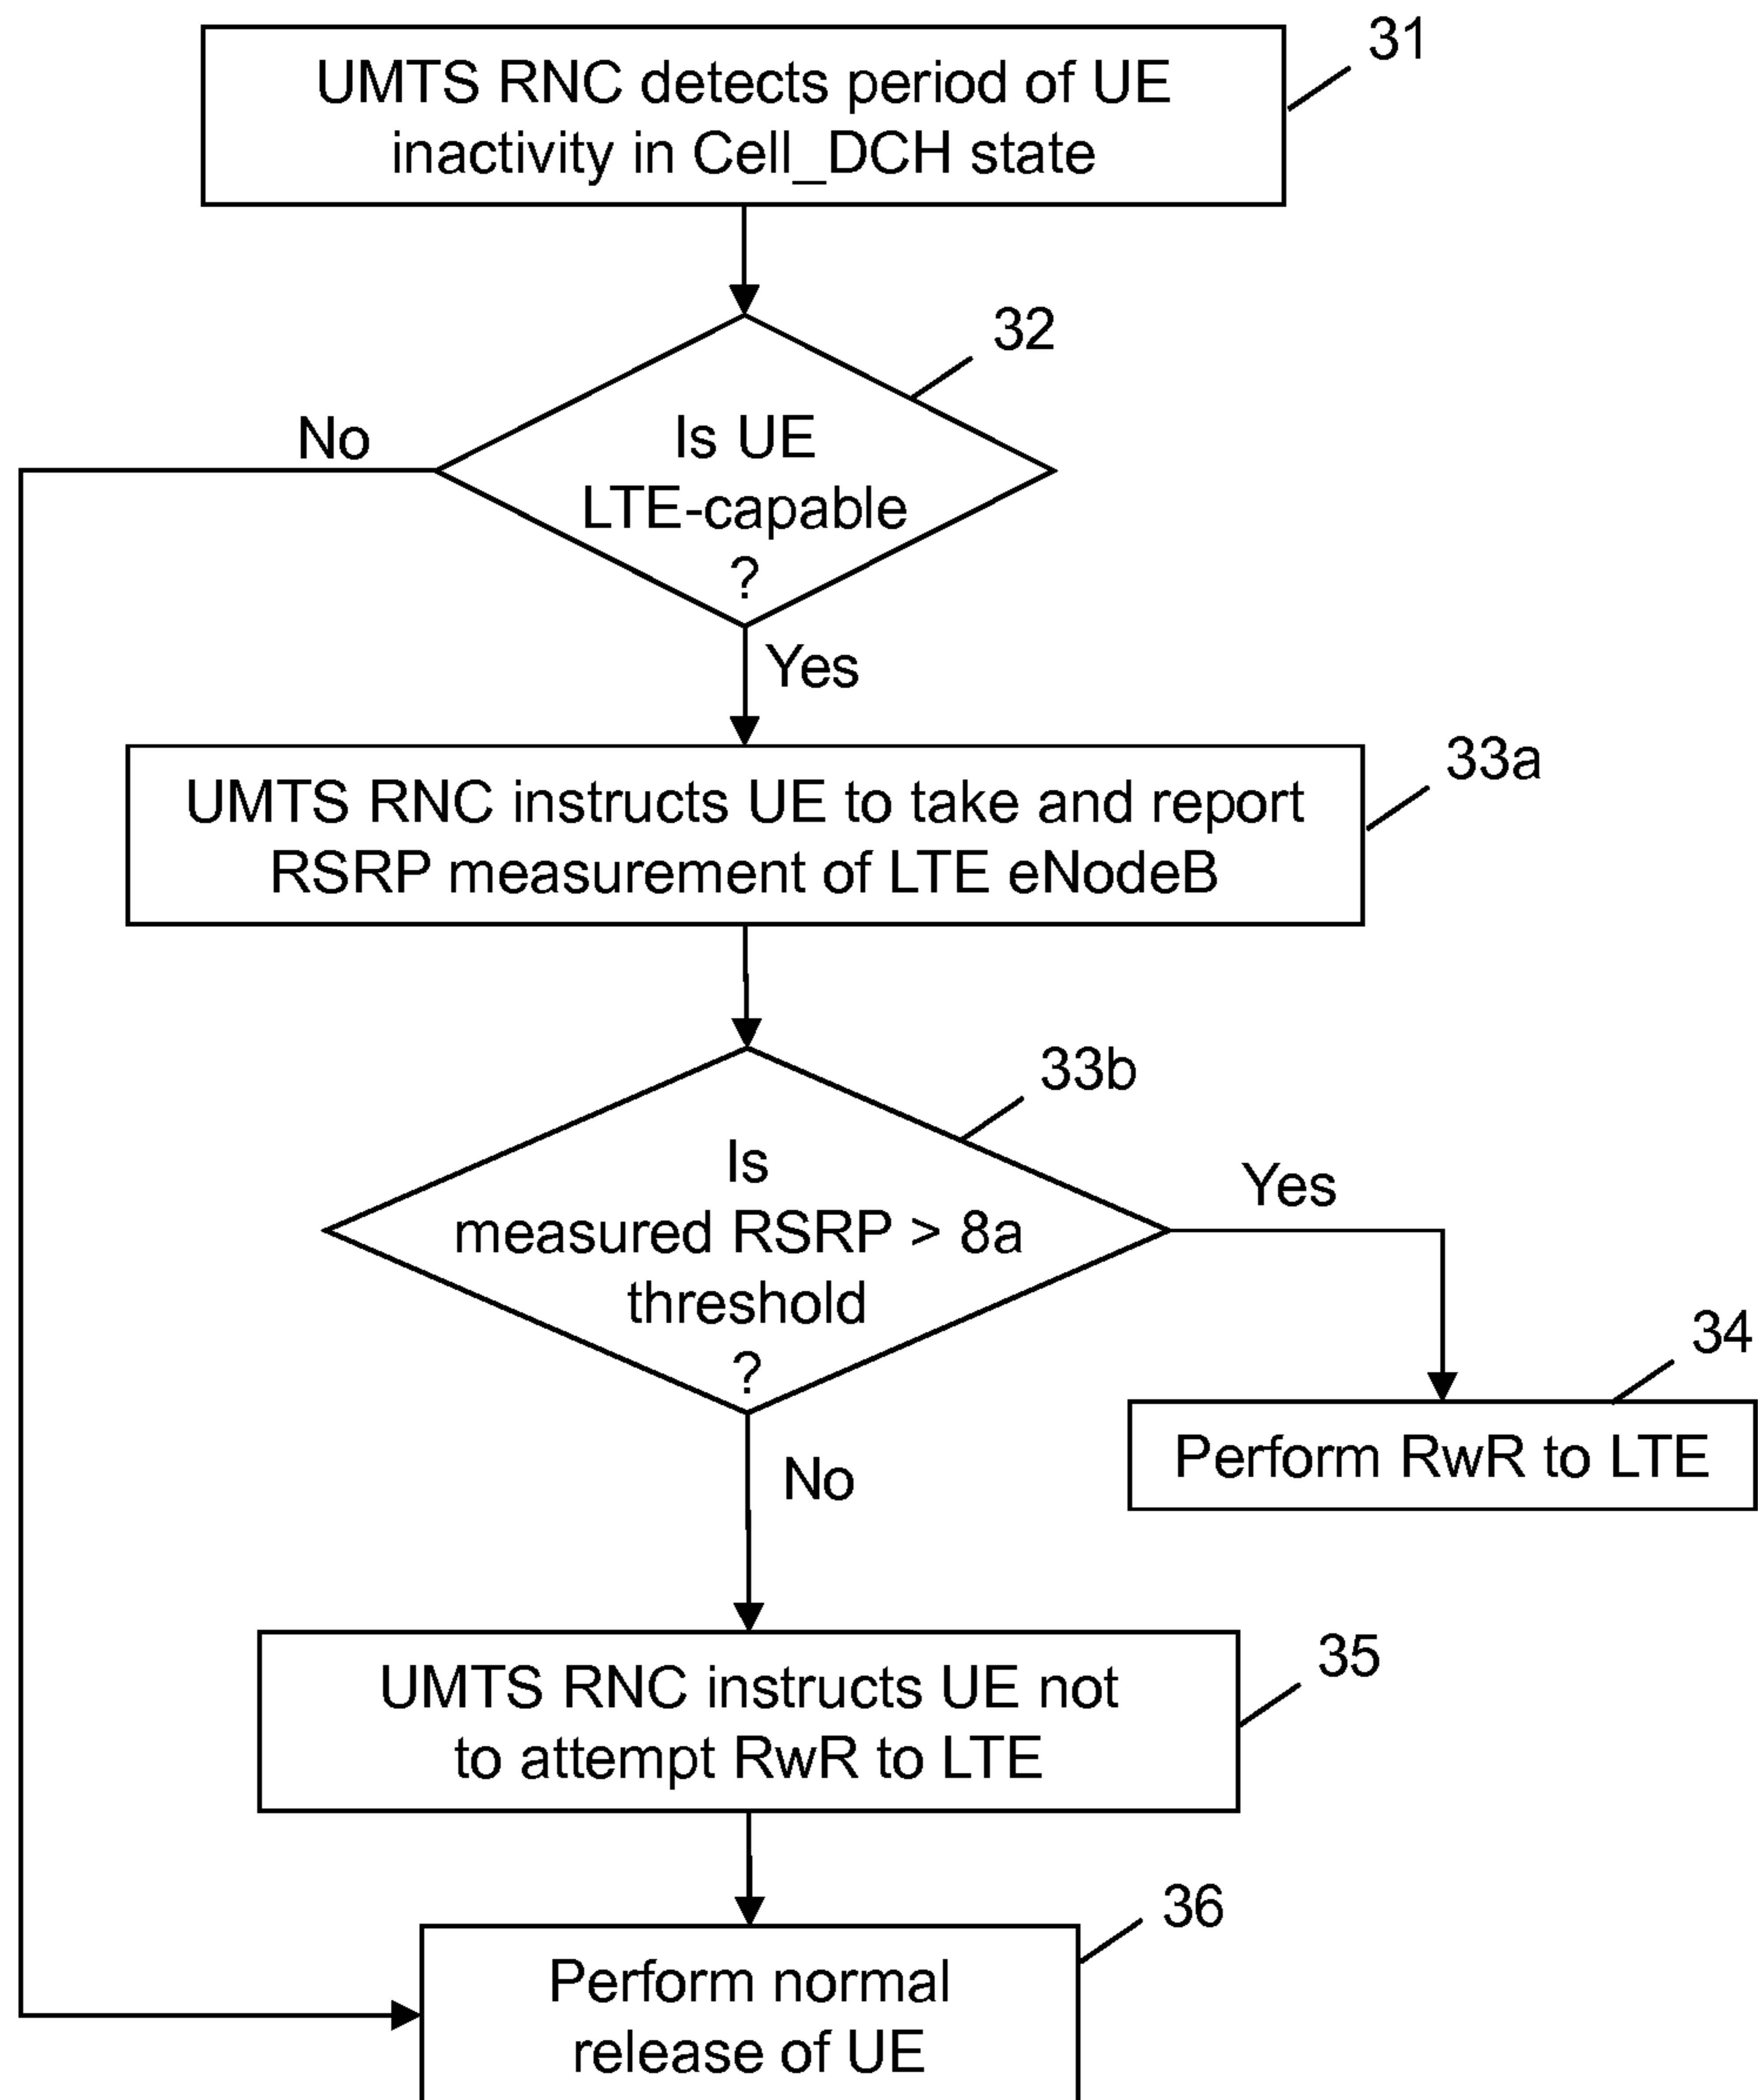 31
UMTS RNC detects period of UE
inactivity in Cell_DCH state
32
No
Is UE
LTE-capable
?
Yes
33a
UMTS RNC instructs UE to take and report
RSRP measurement of LTE eNodeB
33b
Is
measured RSRP > 8a
threshold
?
Yes
34
Perform RwR to LTE
No
35
UMTS RNC instructs UE not
to attempt RwR to LTE
36
Perform normal
release of UE